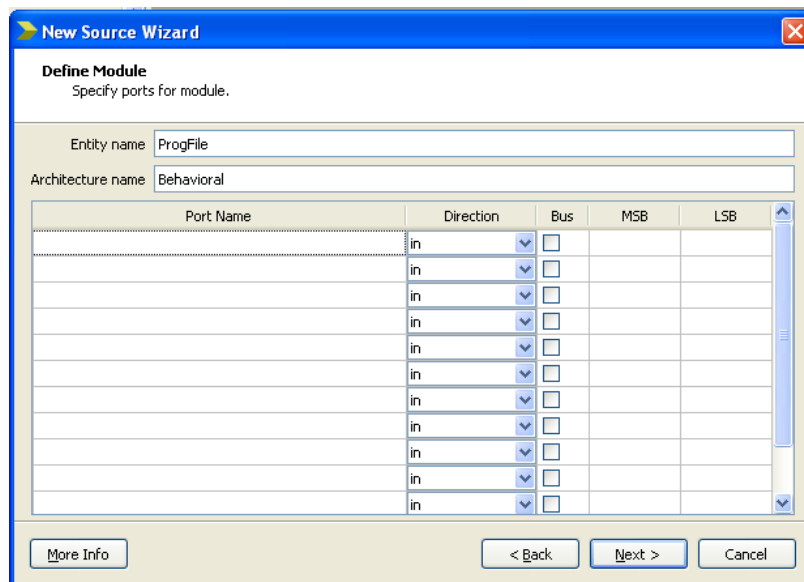 New Source Wizard
Define Module
Specify ports for module.
Entity name ProgFile
Architecture name Behavioral
Port Name Direction Bus MSB LSB
in
in
in
in
in
in
in
in
in
in
in
More Info < Back Next > Cancel